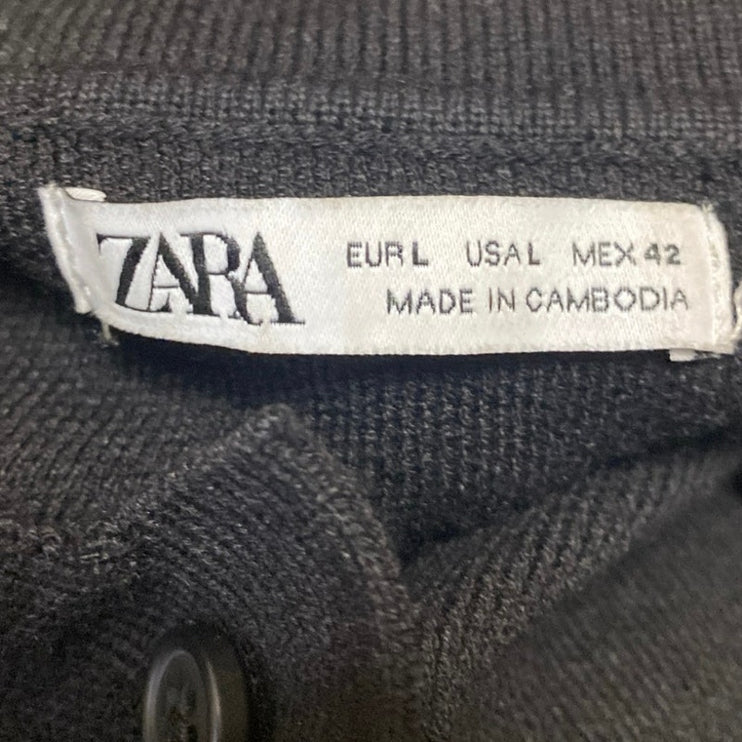 ZARA
EUR L USA L MEX 42
MADE IN CAMBODIA